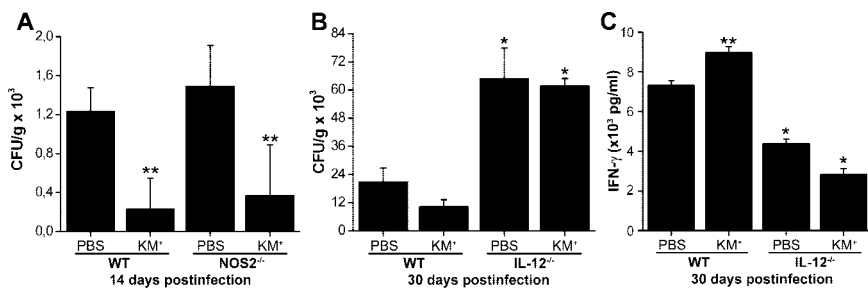 A
CFU/g x 10³
2,0
1,6
1,2
0,8
0,4
0,0
**
**
PBS KM⁺ PBS KM⁺
WT NOS2⁻/⁻
14 days postinfection
B
CFU/g x 10³
84
72
60
48
36
24
12
0
*
*
PBS KM⁺ PBS KM⁺
WT IL-12⁻/⁻
30 days postinfection
C
IFN-γ (x10³ pg/ml)
10
8
6
4
2
**
*
*
PBS KM⁺ PBS KM⁺
WT IL-12⁻/⁻
30 days postinfection